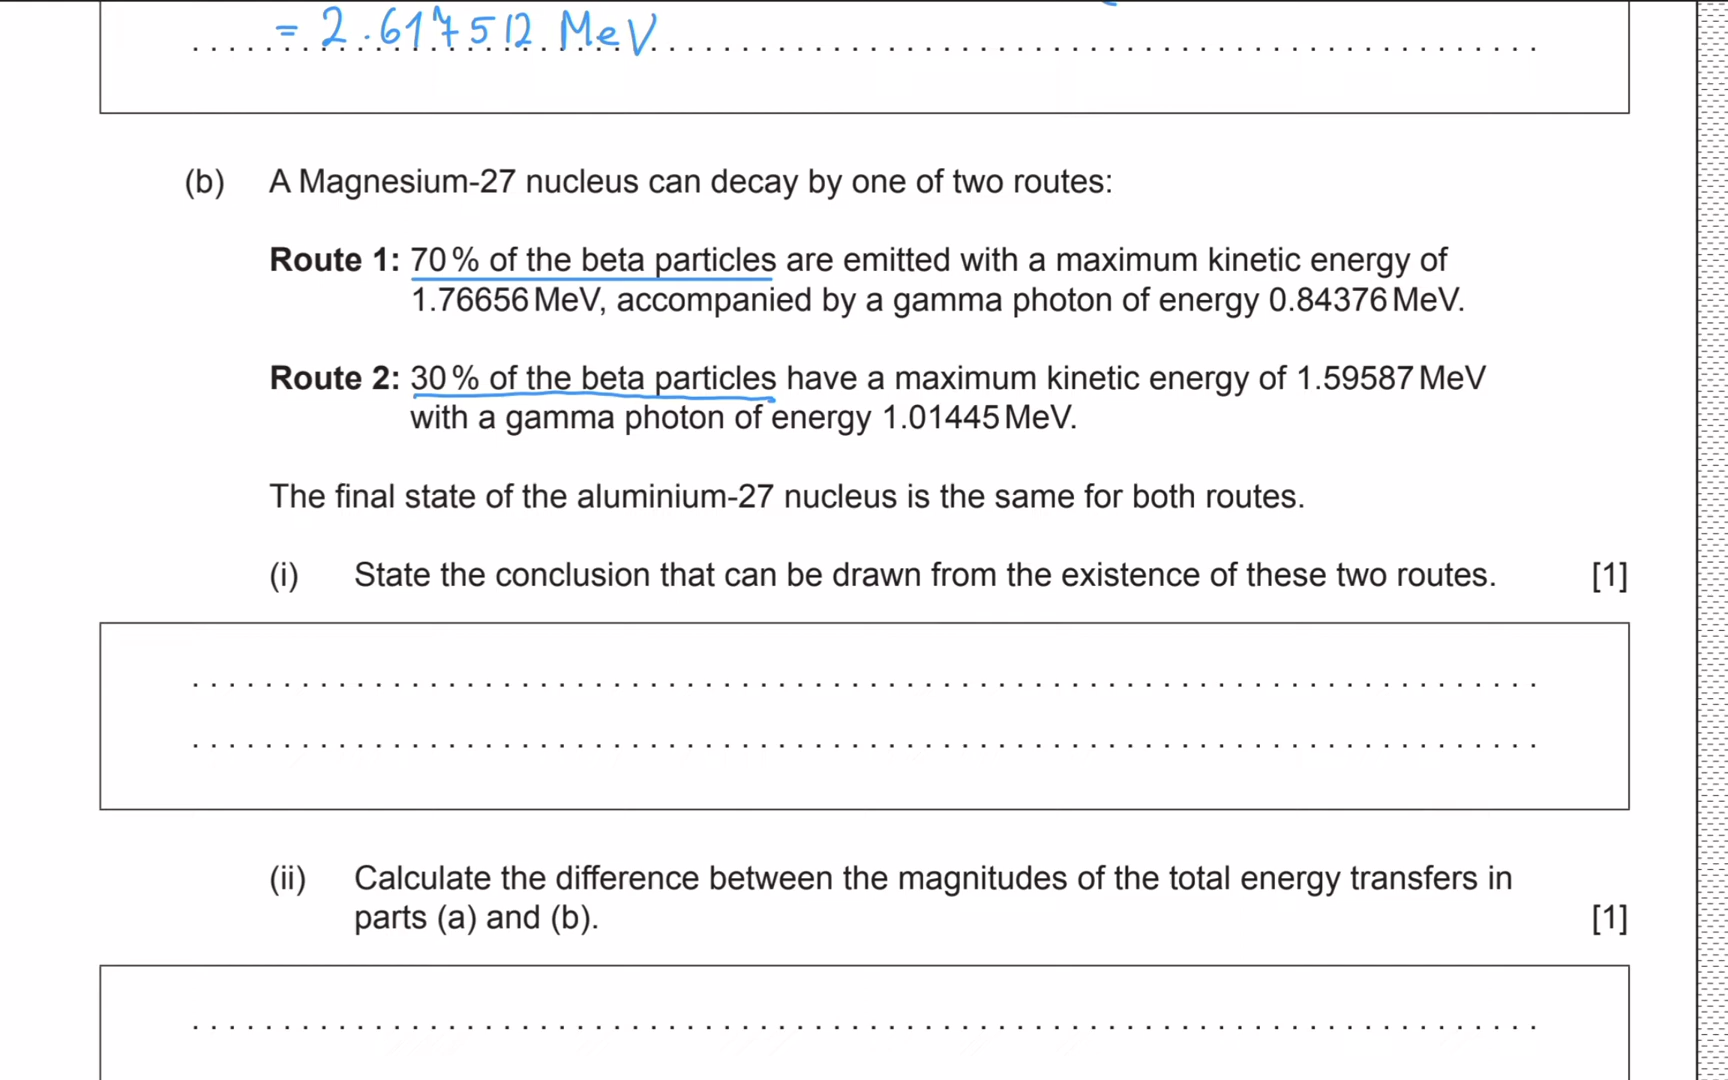 = 2.617512 MeV
(b) A Magnesium-27 nucleus can decay by one of two routes:
Route 1: 70 % of the beta particles are emitted with a maximum kinetic energy of
1.76656 MeV, accompanied by a gamma photon of energy 0.84376 MeV.
Route 2: 30 % of the beta particles have a maximum kinetic energy of 1.59587 MeV
with a gamma photon of energy 1.01445 MeV.
The final state of the aluminium-27 nucleus is the same for both routes.
(i) State the conclusion that can be drawn from the existence of these two routes. [1]
(ii) Calculate the difference between the magnitudes of the total energy transfers in
parts (a) and (b). [1]